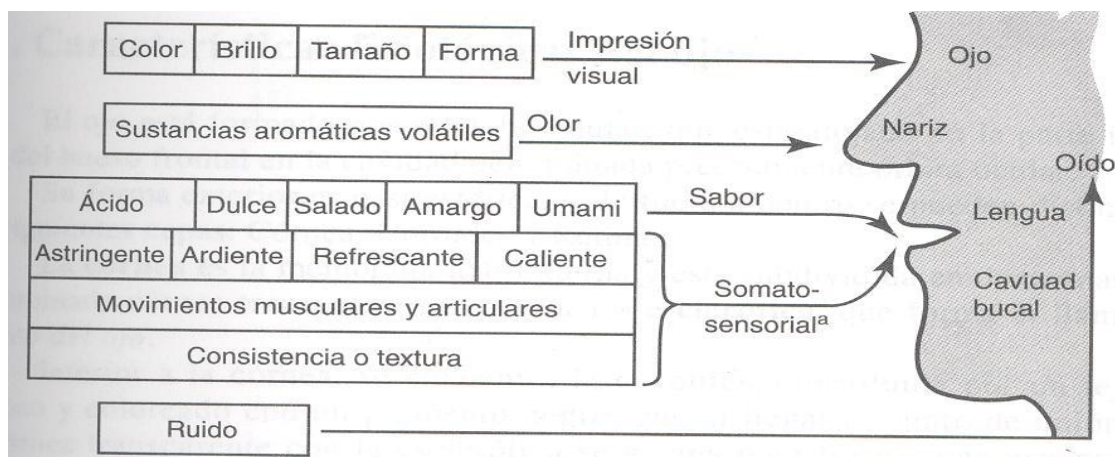 Color Brillo Tamaño Forma
Impresión
visual
Ojo
Sustancias aromáticas volátiles
Olor
Nariz
Oído
Ácido Dulce Salado Amargo Umami
Sabor
Lengua
Astringente Ardiente Refrescante Caliente
Movimientos musculares y articulares
Consistencia o textura
Somato-
sensorialª
Cavidad
bucal
Ruido